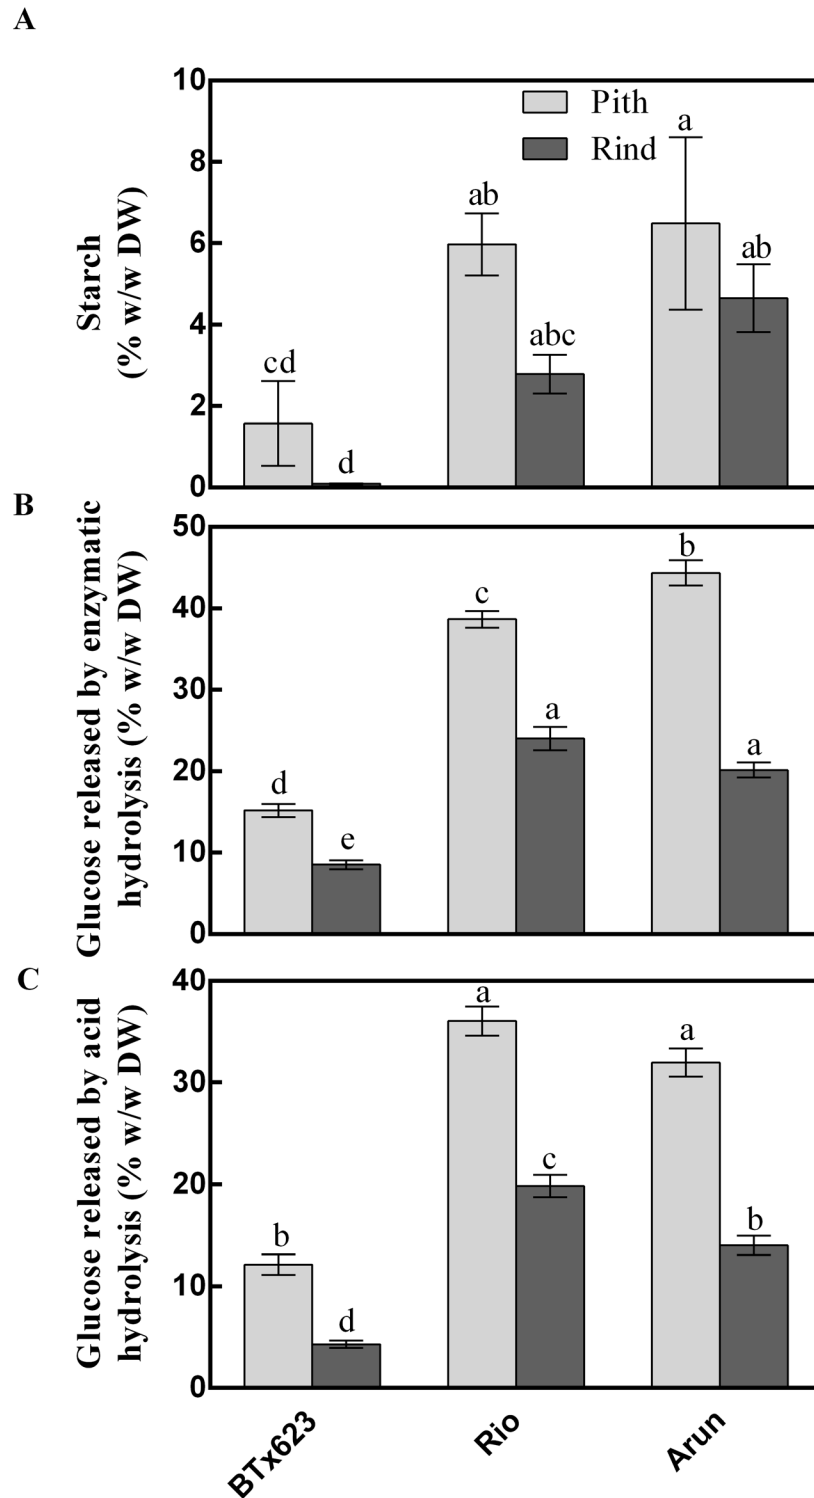 A
Starch
(% w/w DW)
10
8
6
4
2
0
Pith
Rind
cd
d
ab
abc
a
ab
B
Glucose released by enzymatic
hydrolysis (% w/w DW)
50
40
30
20
10
0
d
e
c
a
b
a
C
Glucose released by acid
hydrolysis (% w/w DW)
40
30
20
10
0
b
d
a
c
a
b
BTx623
Rio
Arun